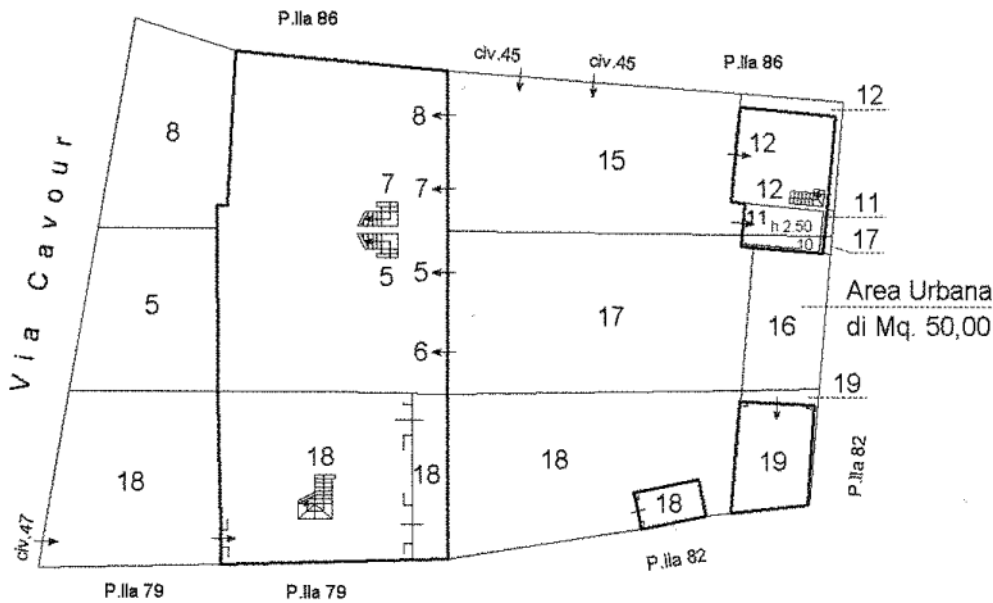 P.lla 86
civ.45
civ.45
P.lla 86
12
8
8
15
12
7
7
12
11
11
h 2.50
10
17
Via Cavour
5
5
5
17
16
Area Urbana
di Mq. 50,00
6
19
18
18
18
18
18
19
P.lla 82
civ.47
P.lla 82
P.lla 79
P.lla 79